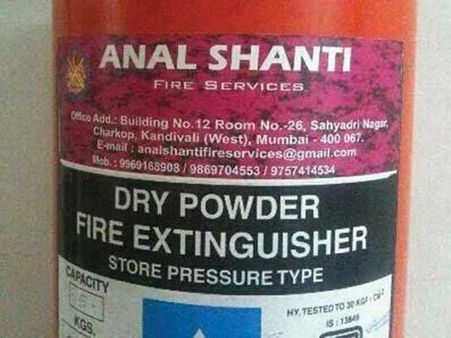 ANAL SHANTI
FIRE SERVICES
Office Add.: Building No.12 Room No.-26, Sahyadri Nagar,
Charkop, Kandivali (West), Mumbai - 400 067.
E-mail : analshantifireservices@gmail.com
Mob. : 9969168908 / 9869704553 / 9757414534
DRY POWDER
FIRE EXTINGUISHER
STORE PRESSURE TYPE
CAPACITY
KGS.
HY. TESTED TO 30 KGF
IS : 13849